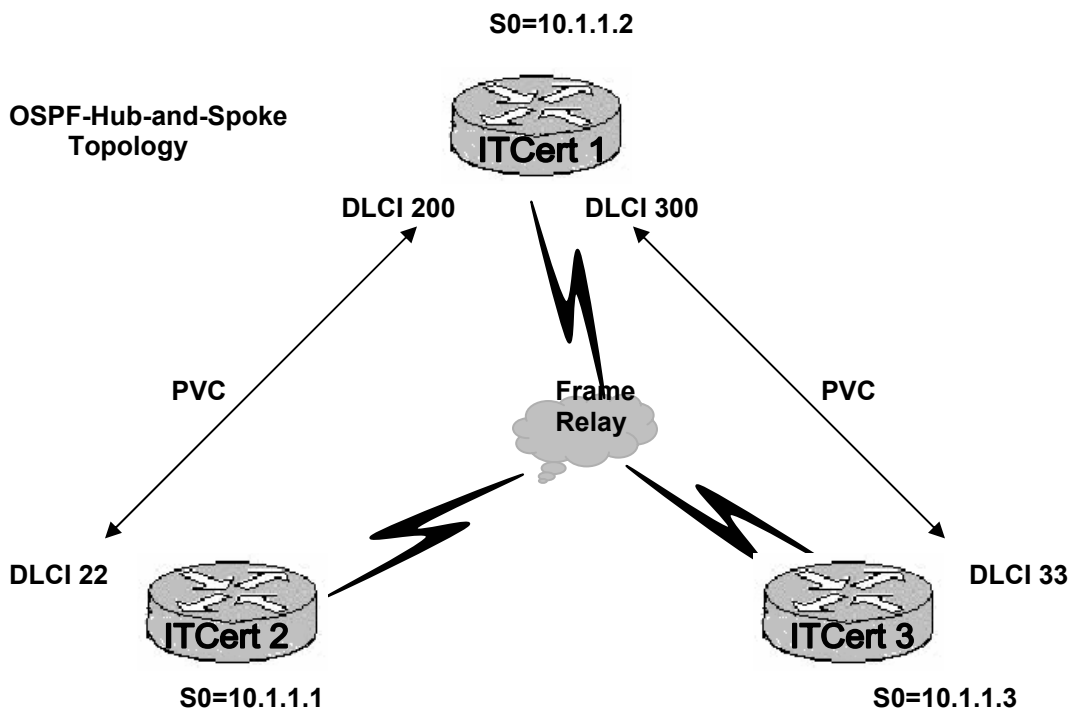 S0=10.1.1.2
OSPF-Hub-and-Spoke
Topology
ITCert 1
DLCI 200
DLCI 300
PVC
Frame
Relay
PVC
DLCI 22
DLCI 33
ITCert 2
ITCert 3
S0=10.1.1.1
S0=10.1.1.3